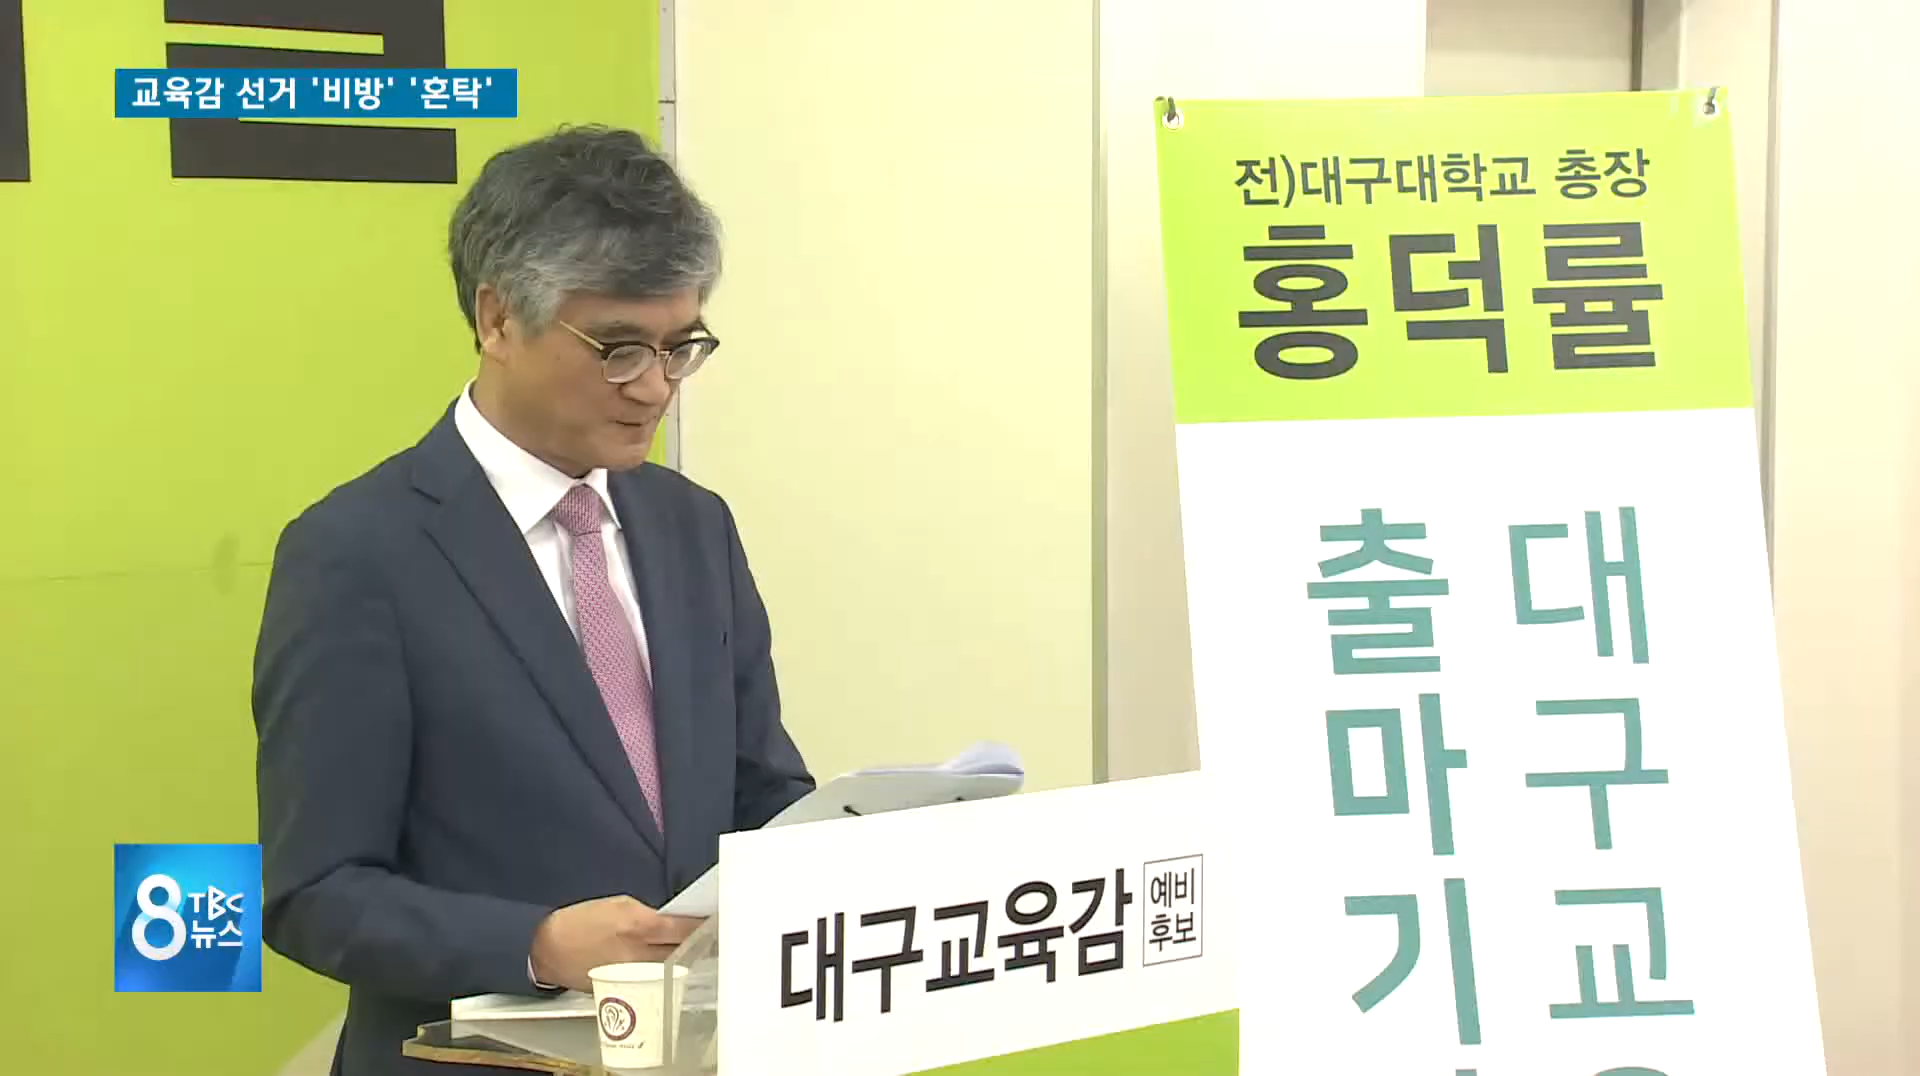 교육감 선거 '비방' '혼탁'
전)대구대학교 총장
홍덕률
대구교
출마기
대구교육감
예비
후보
8 TBC
뉴스